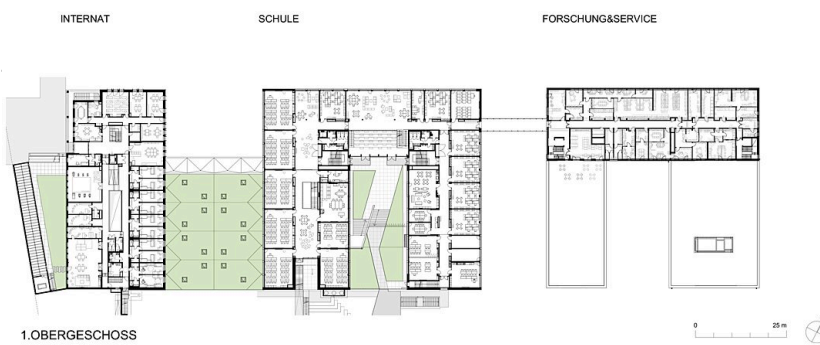 INTERNAT SCHULE FORSCHUNG&SERVICE
0 25 m
1.OBERGESCHOSS